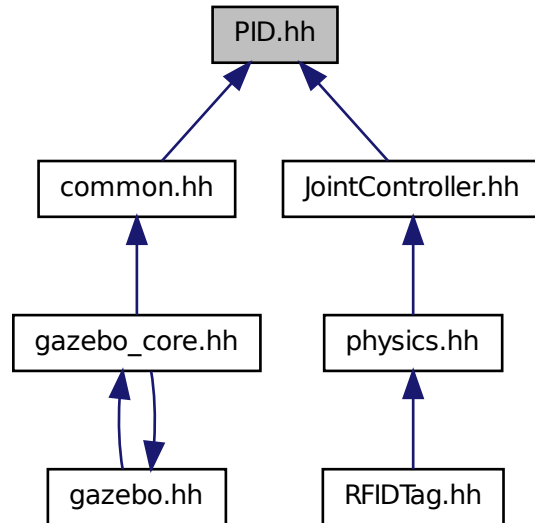 PID.hh
common.hh
JointController.hh
gazebo_core.hh
physics.hh
gazebo.hh
RFIDTag.hh